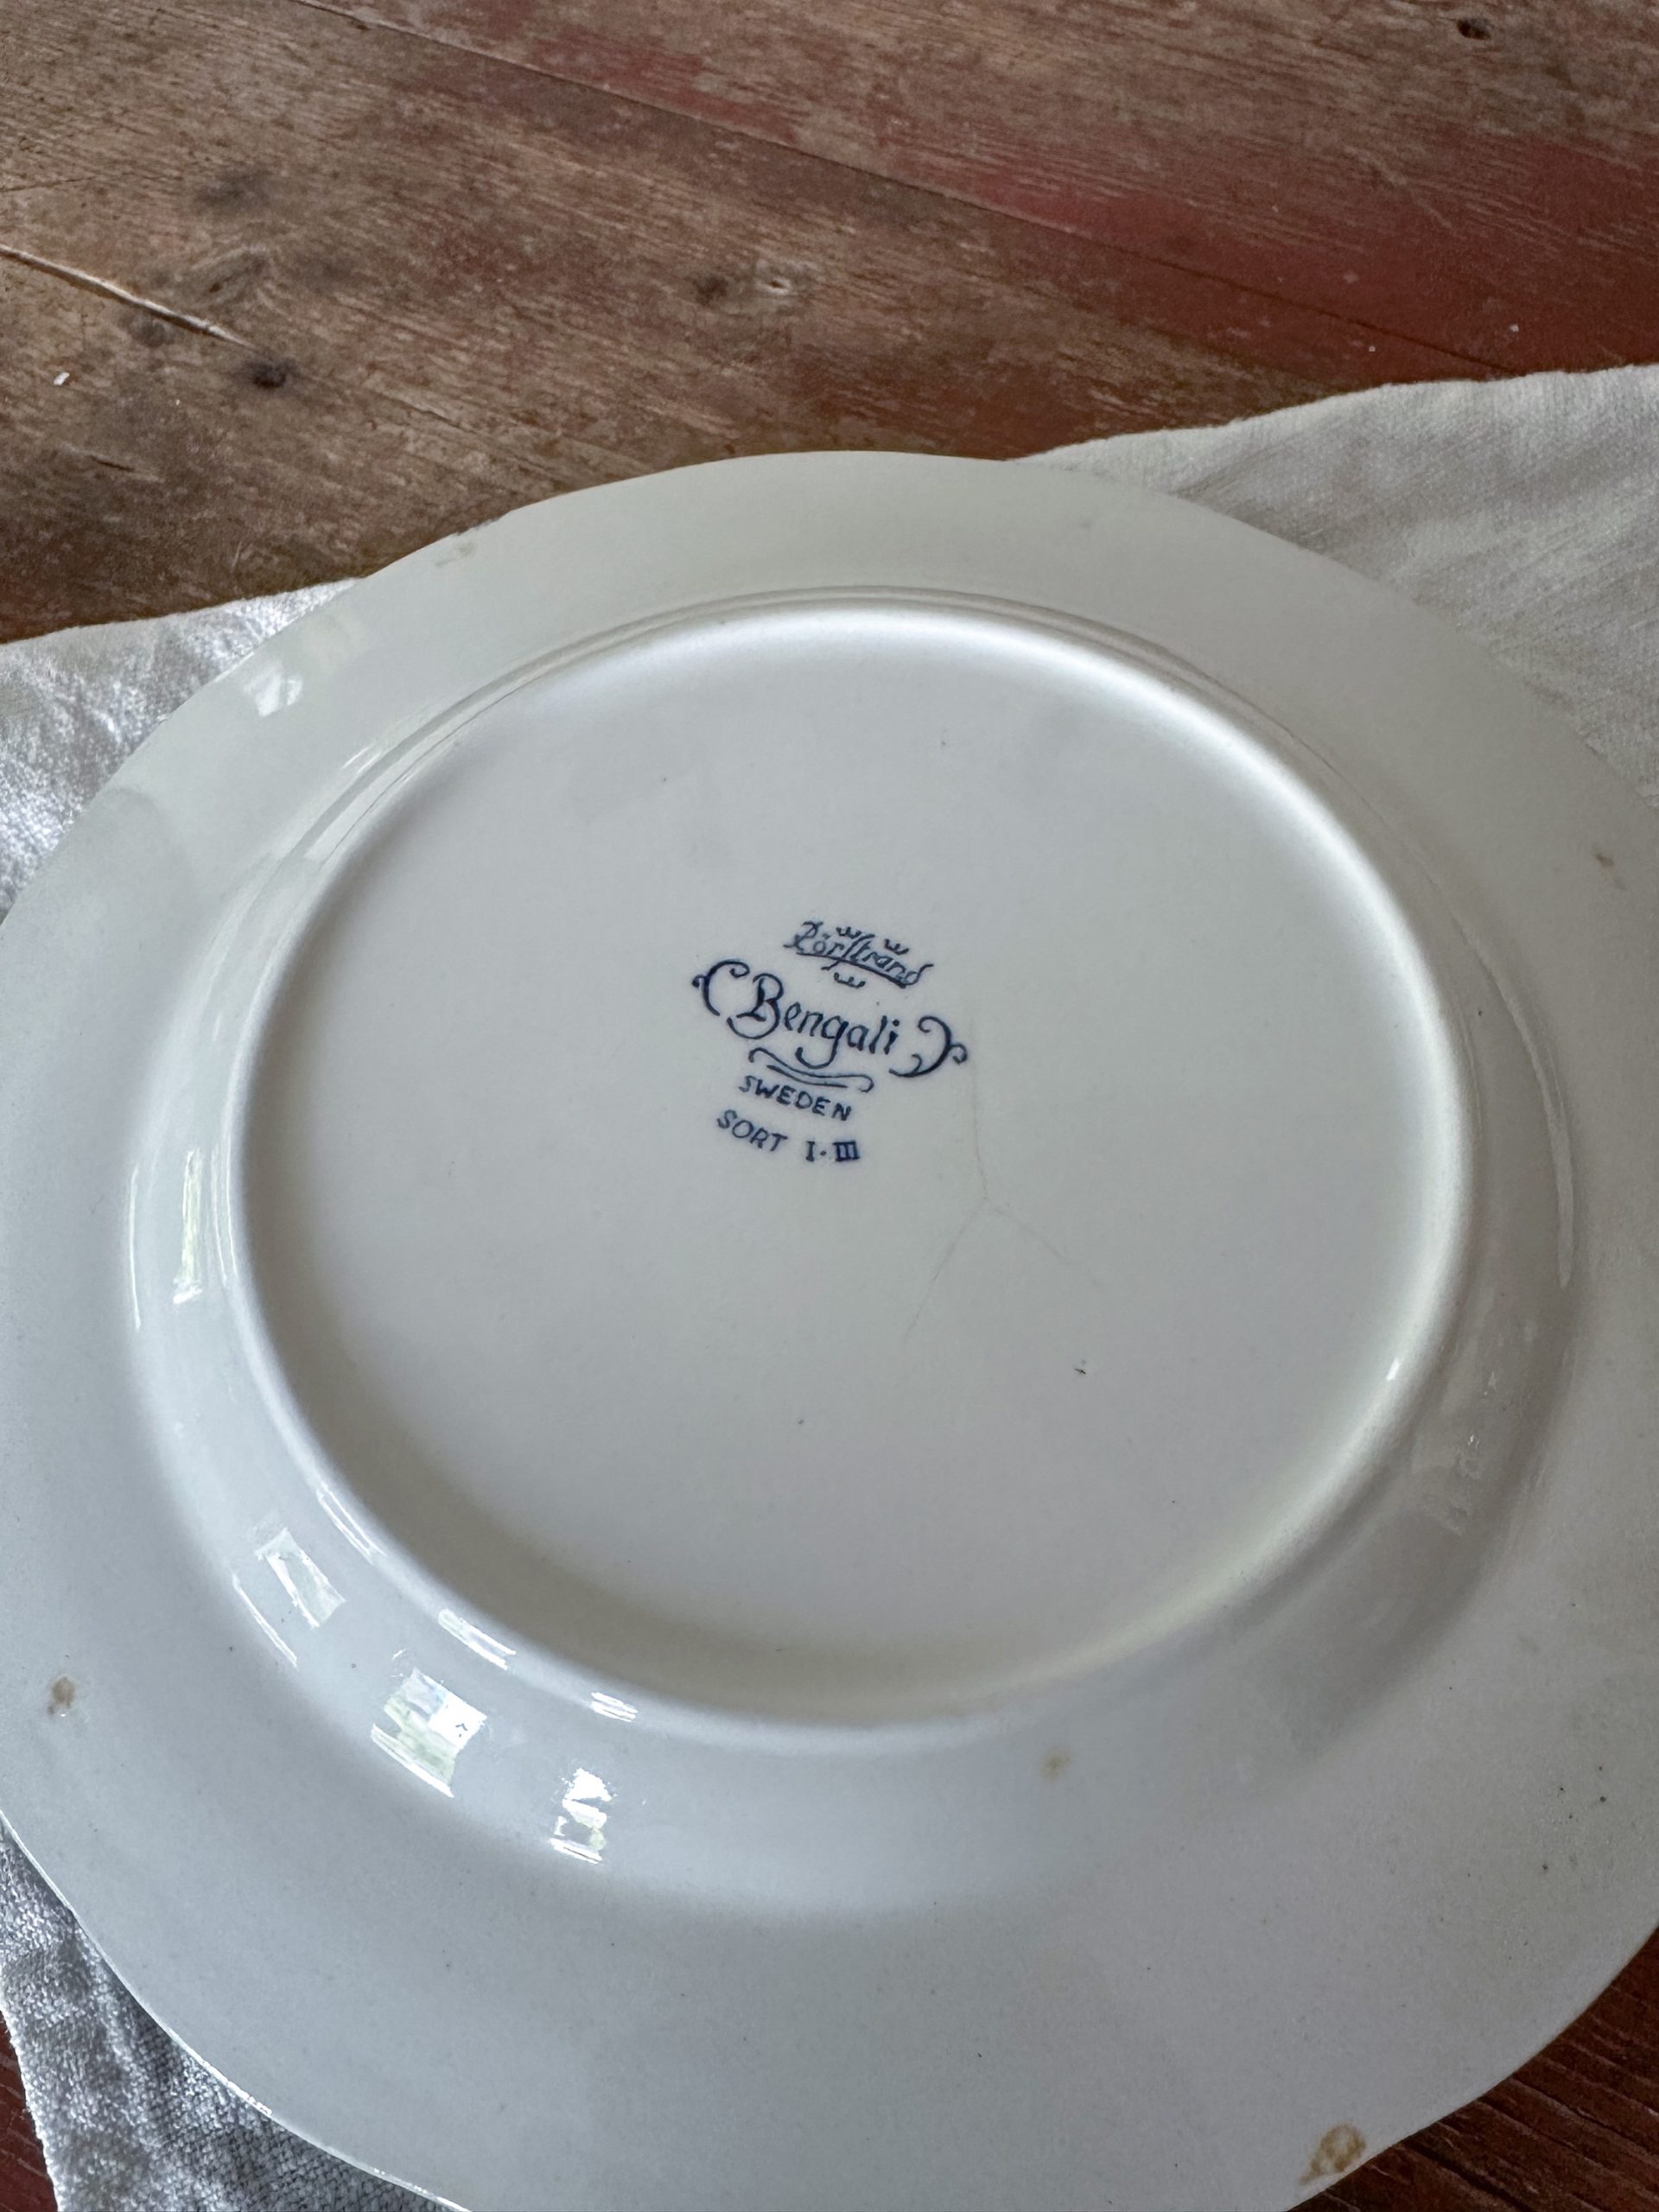 Rörstrand
Bengali
SWEDEN
SORT I-III